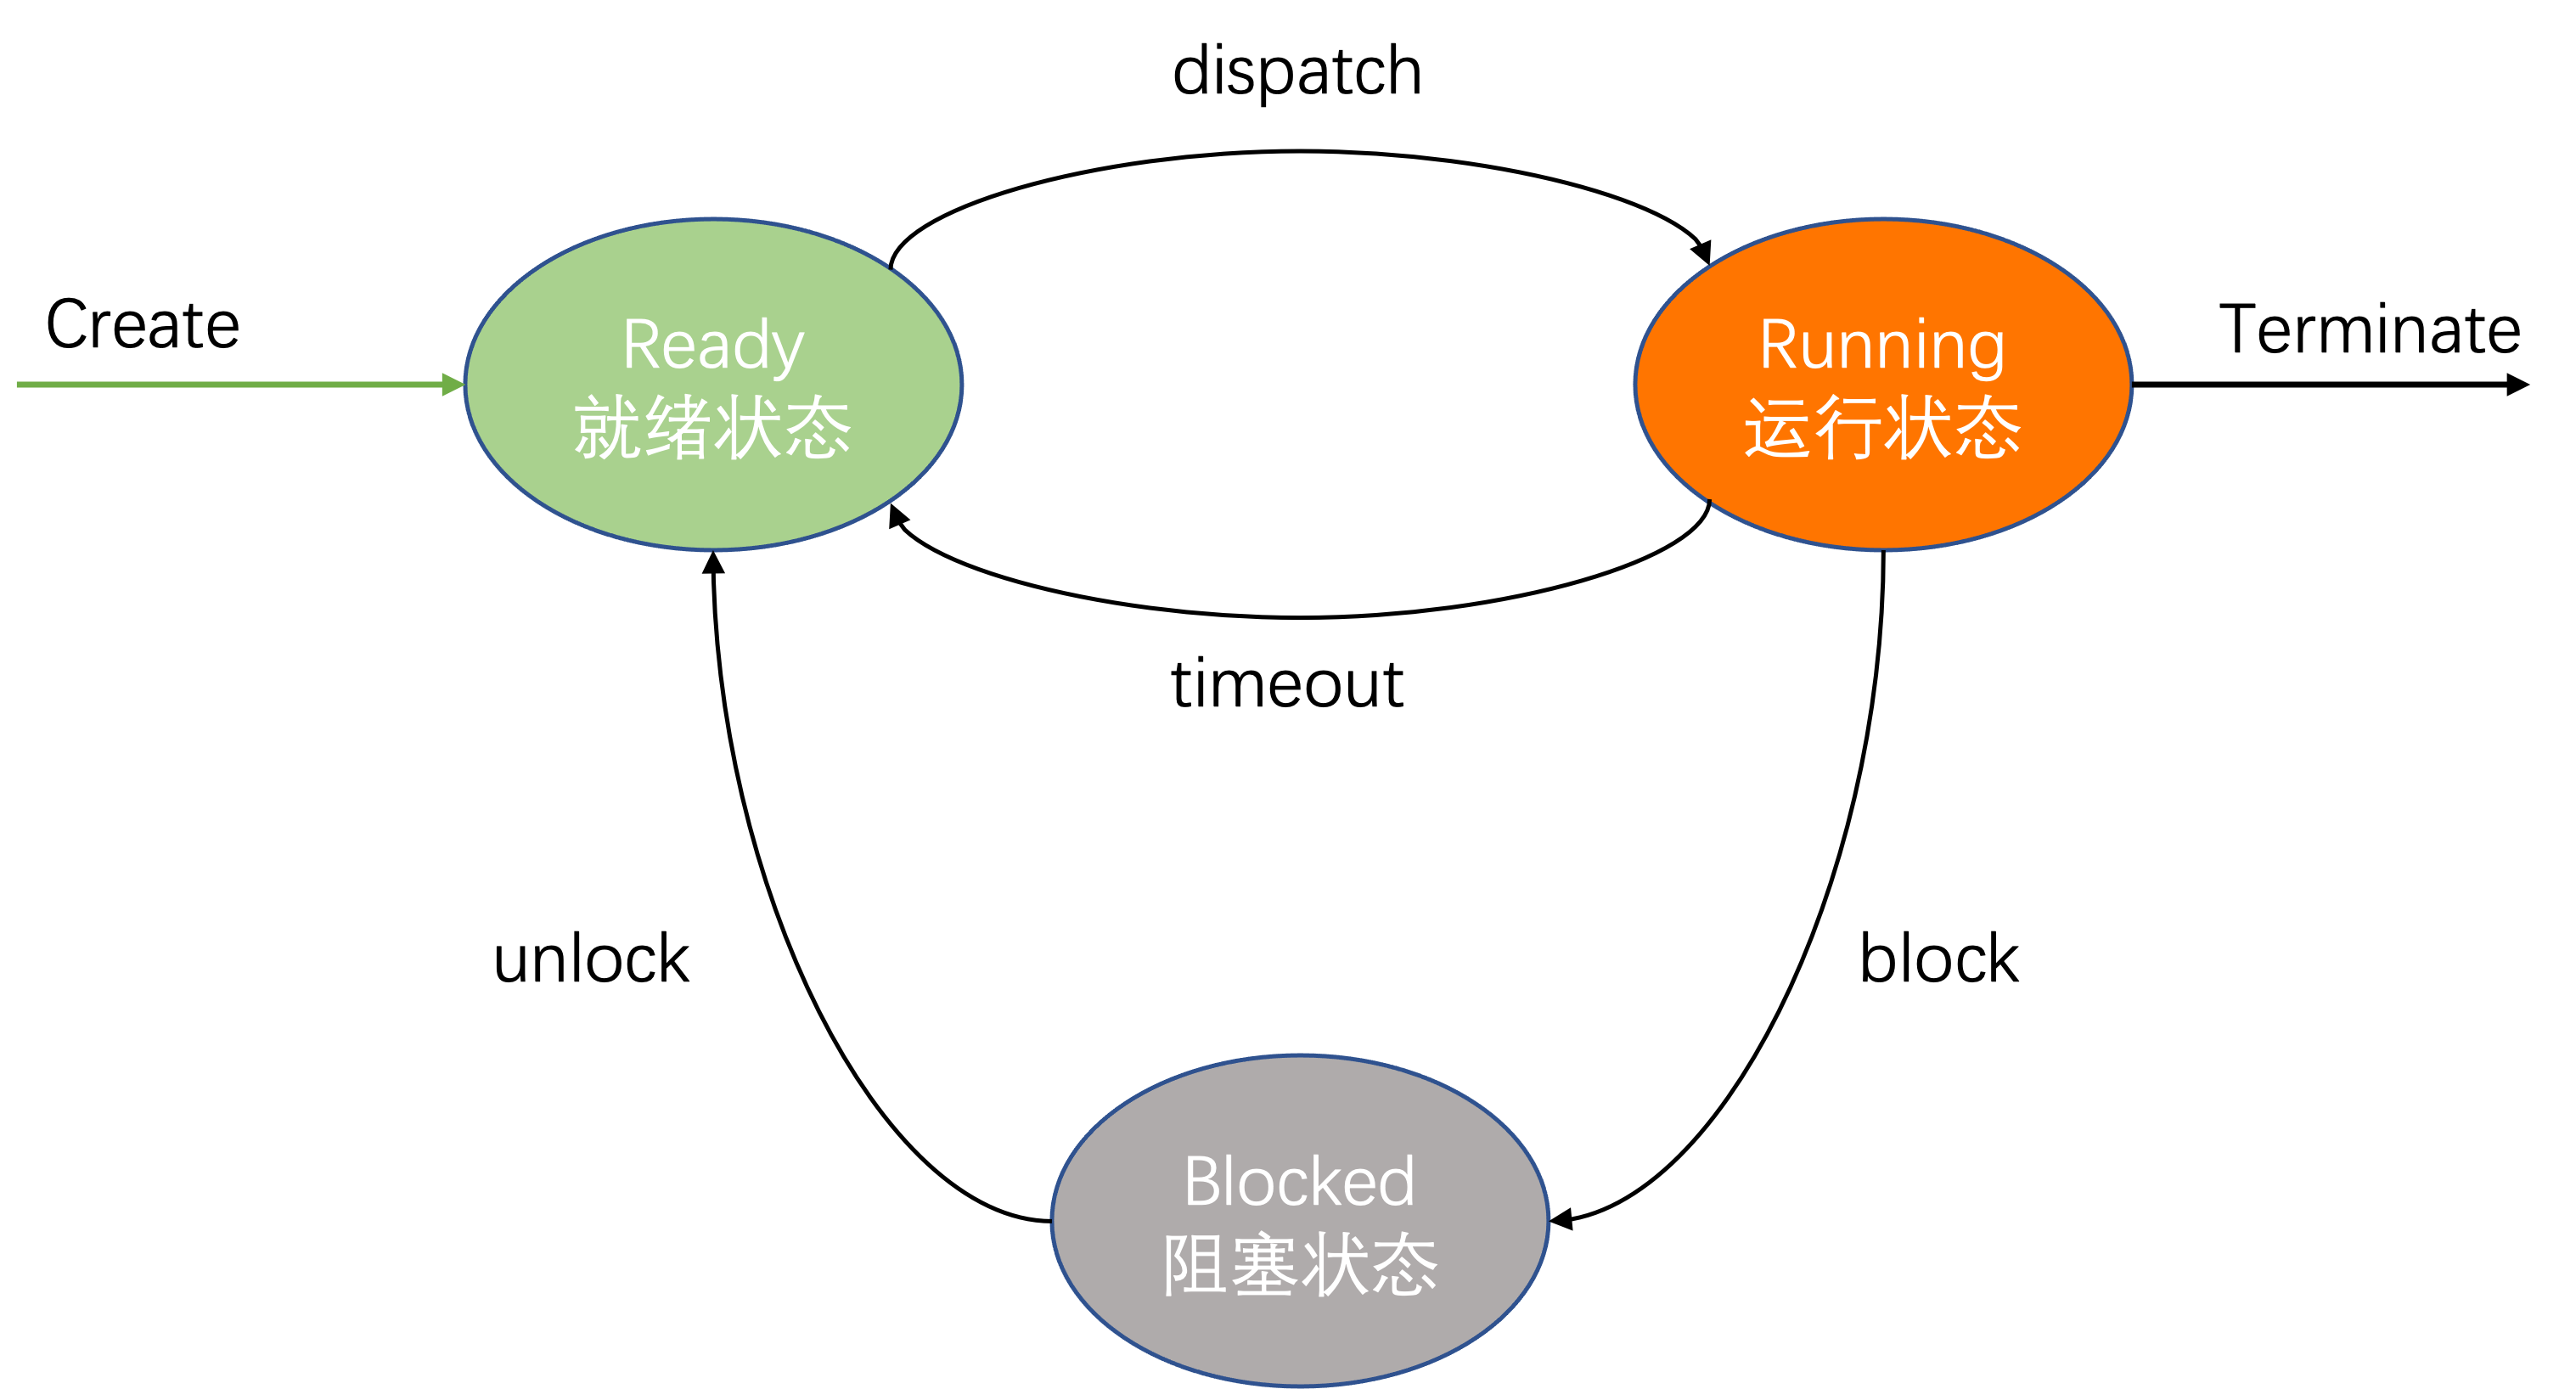 dispatch
Create
Ready
就绪状态
Running
运行状态
Terminate
timeout
unlock
block
Blocked
阻塞状态